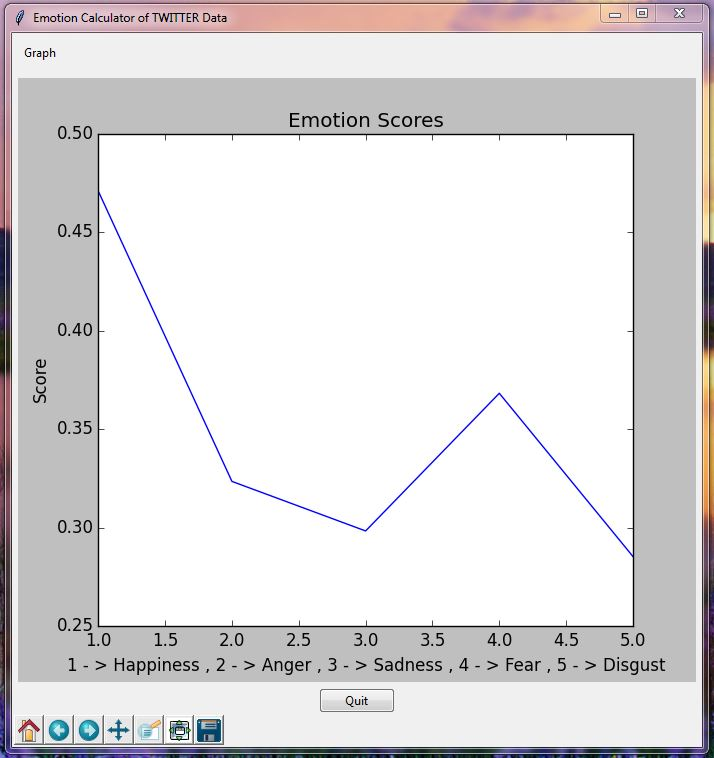 Emotion Calculator of TWITTER Data
Graph
Emotion Scores
0.50
0.45
0.40
0.35
0.30
0.25
Score
1.0 1.5 2.0 2.5 3.0 3.5 4.0 4.5 5.0
1 - > Happiness , 2 - > Anger , 3 - > Sadness , 4 - > Fear , 5 - > Disgust
Quit